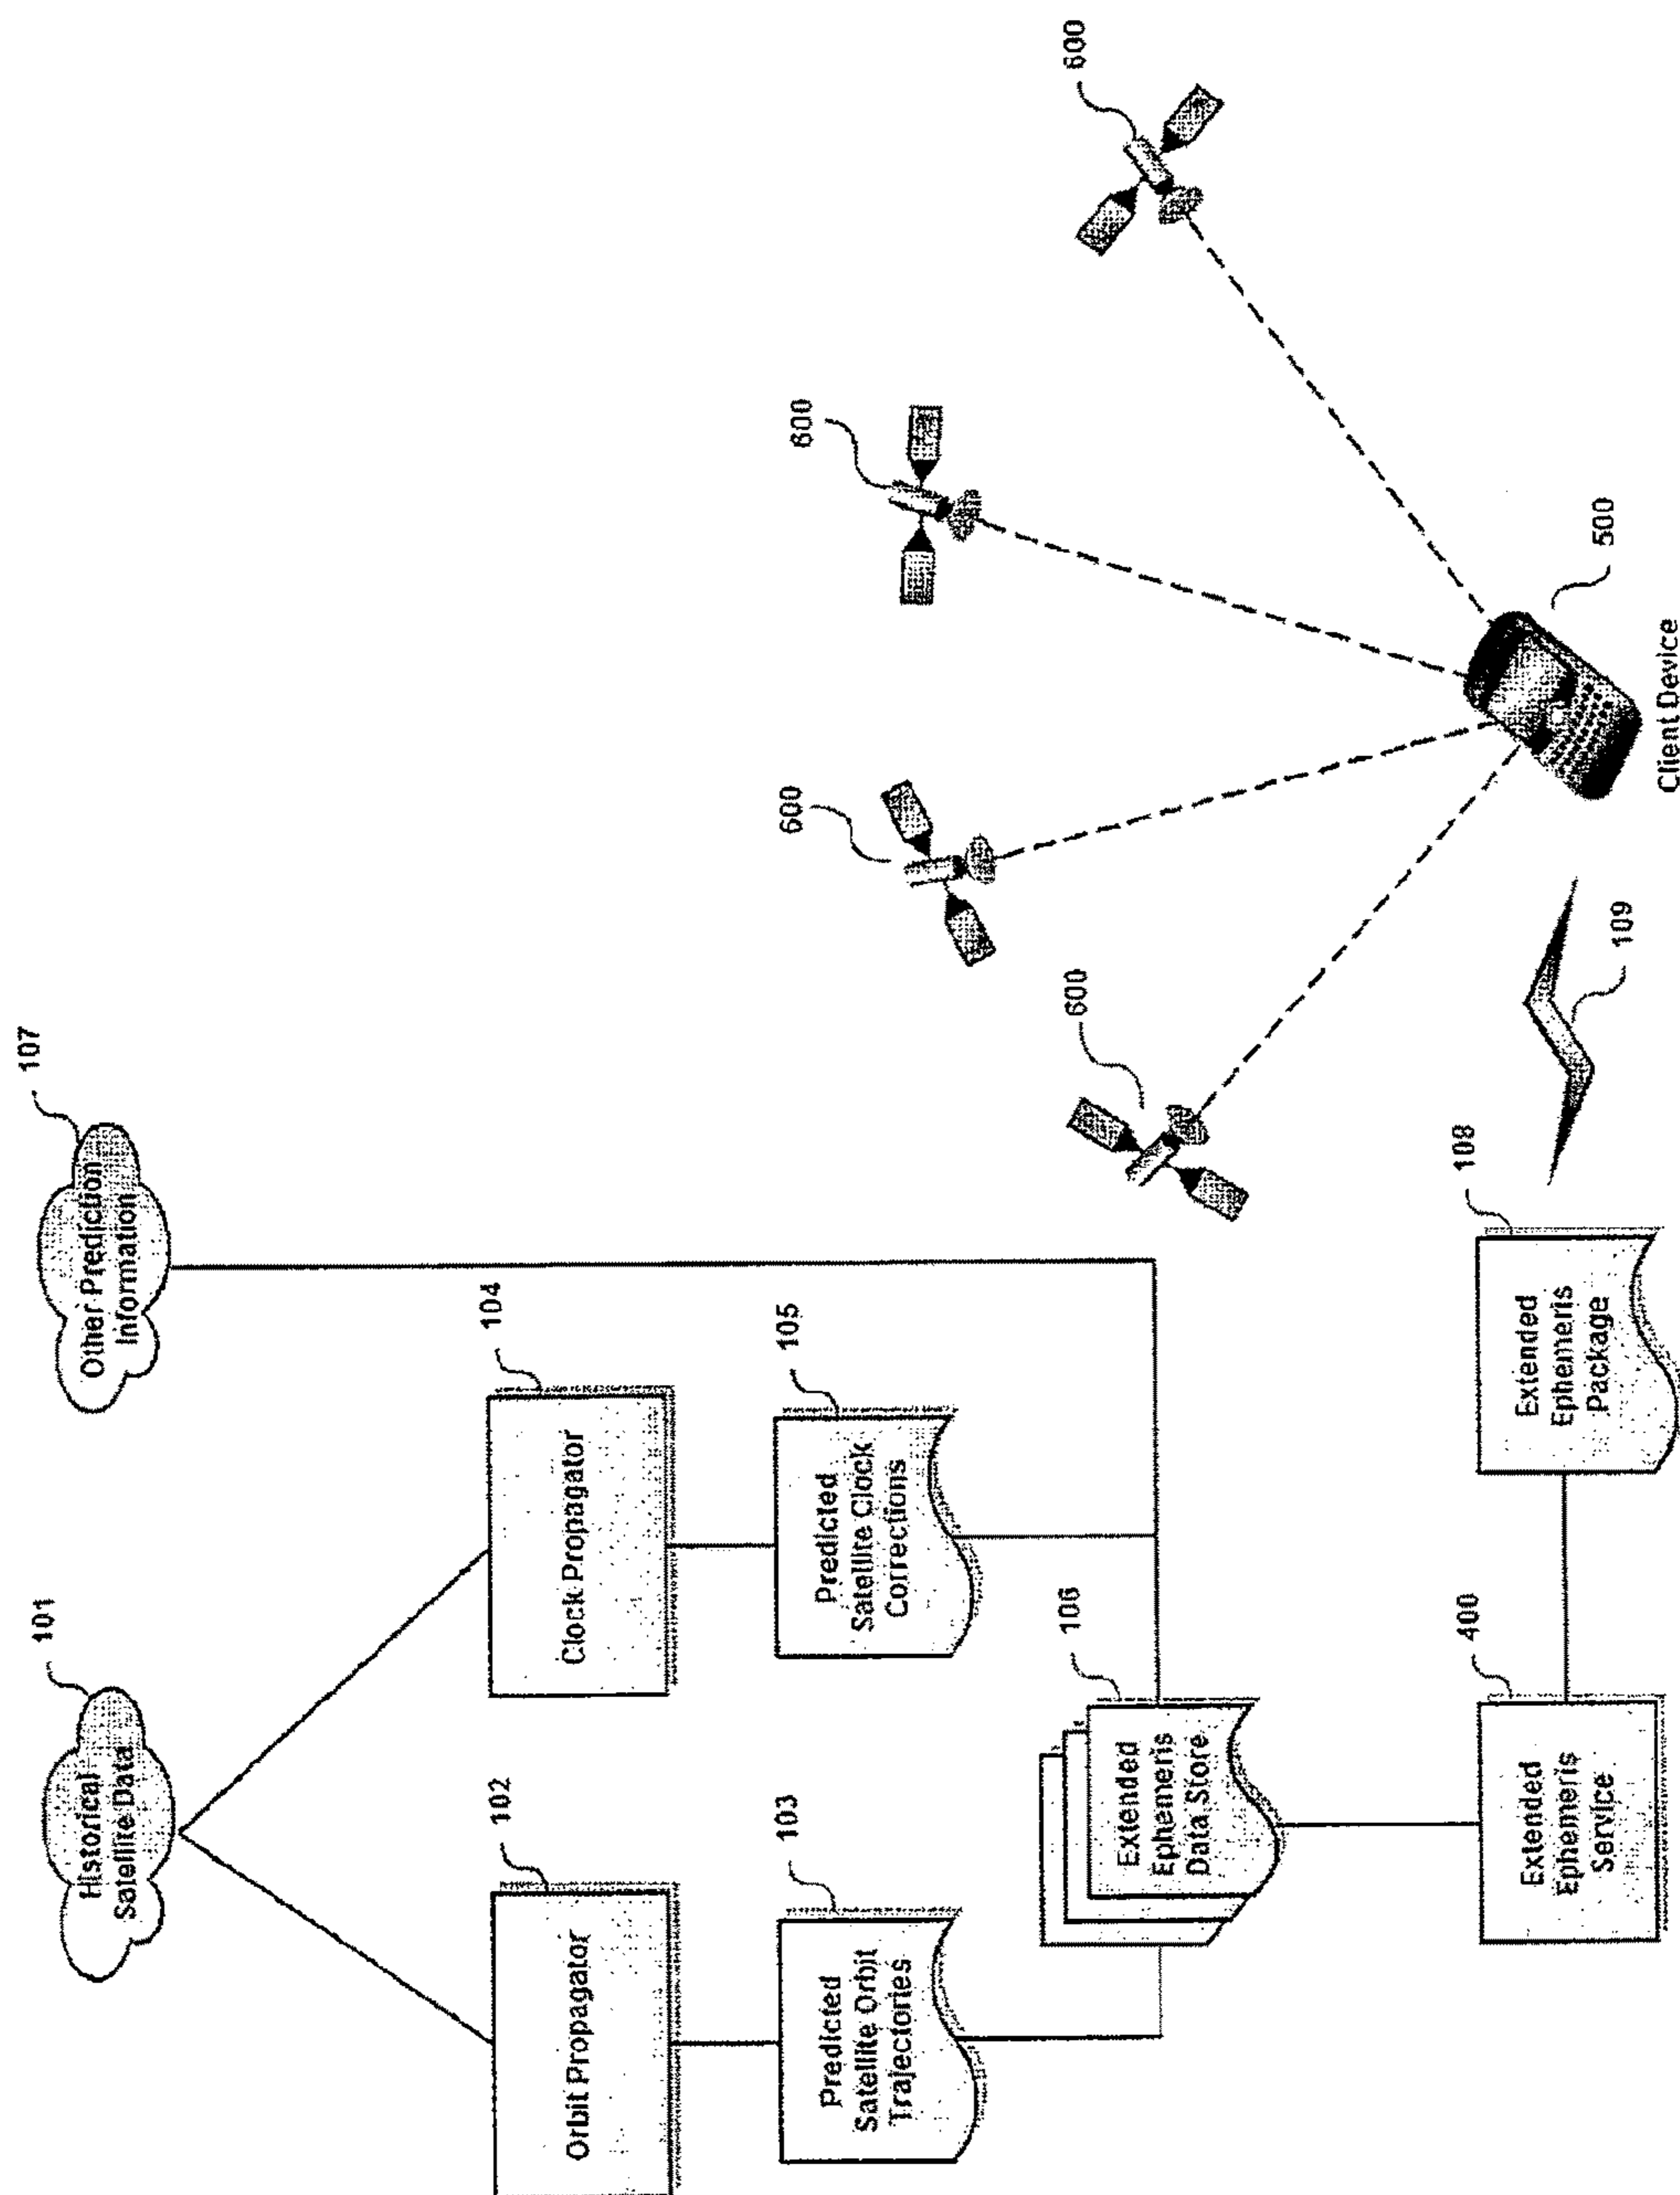 101
Historical
Satellite Data
107
Other Prediction
Information
102
Orbit Propagator
104
Clock Propagator
103
Predicted
Satellite Orbit
Trajectories
105
Predicted
Satellite Clock
Corrections
106
Extended
Ephemeris
Data Store
400
Extended
Ephemeris
Service
108
Extended
Ephemeris
Package
109
600
600
600
600
500
Client Device